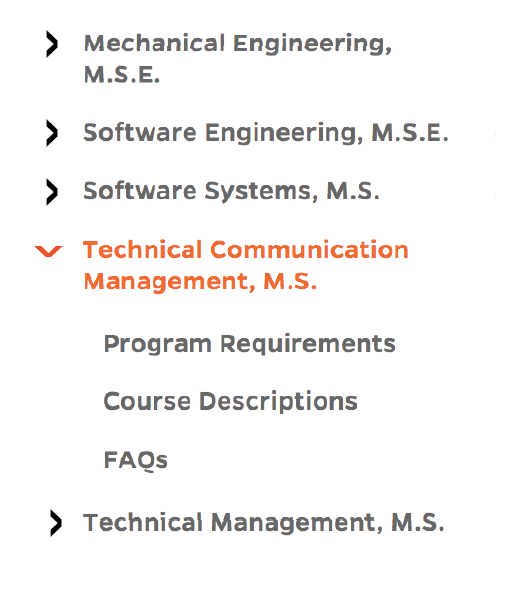 Mechanical Engineering,
M.S.E.
Software Engineering, M.S.E.
Software Systems, M.S.
Technical Communication
Management, M.S.
Program Requirements
Course Descriptions
FAQs
Technical Management, M.S.